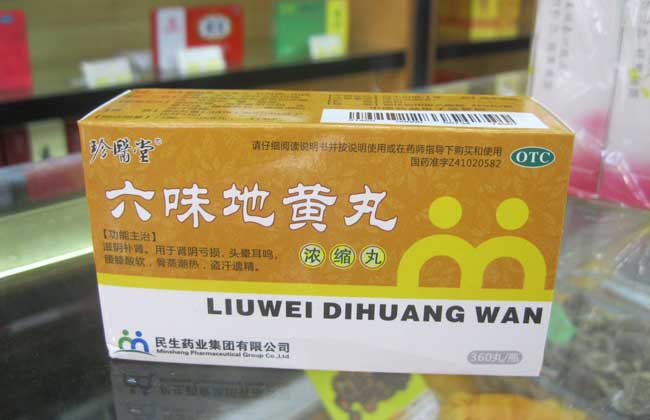 珍醫堂
请仔细阅读说明书并按说明使用或在药师指导下购买和使用
国药准字Z41020582
OTC
六味地黄丸
【功能主治】
滋阴补肾。用于肾阴亏损,头晕耳鸣,
腰膝酸软,骨蒸潮热,盗汗遗精。
浓缩丸
LIUWEI DIHUANG WAN
民生药业集团有限公司
Minsheng Pharmaceutical Group Co.,Ltd
360丸/瓶